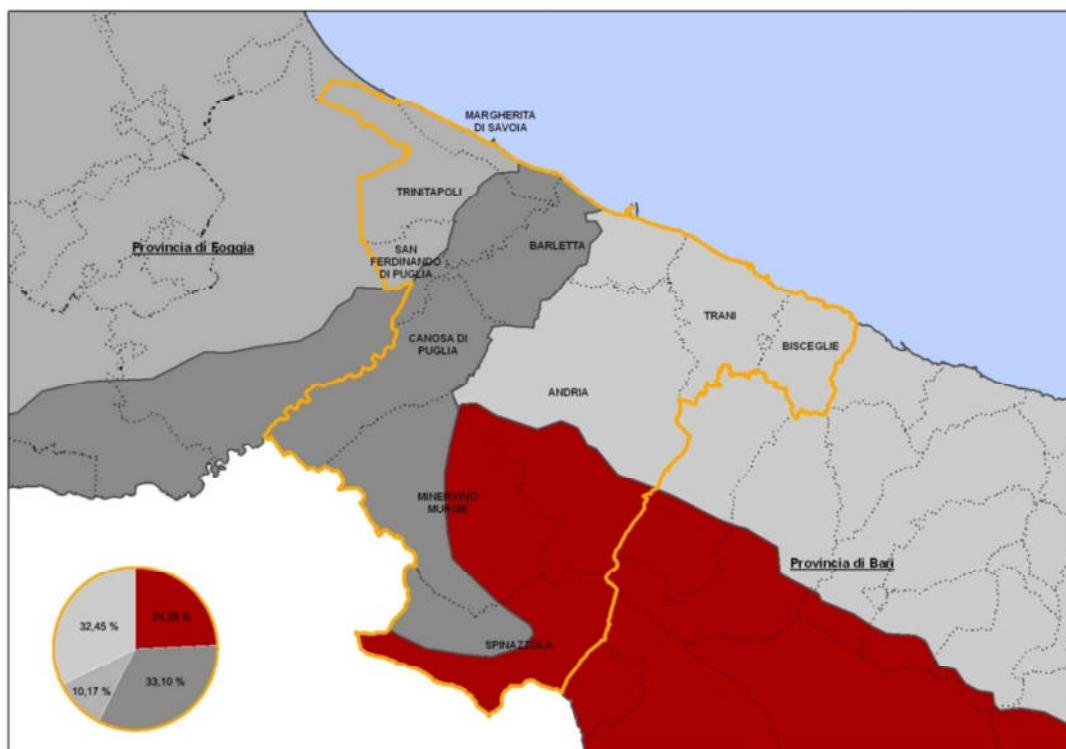 MARGHERITA
DI SAVOIA
TRINITAPOLI
SAN
FERDINANDO
DI PUGLIA
Provincia di Foggia
BARLETTA
CANOSA DI
PUGLIA
TRANI
BISCEGLIE
ANDRIA
MINERVINO
MURGE
Provincia di Bari
SPINAZZOLA
32,45 %
24,28 %
10,17 %
33,10 %